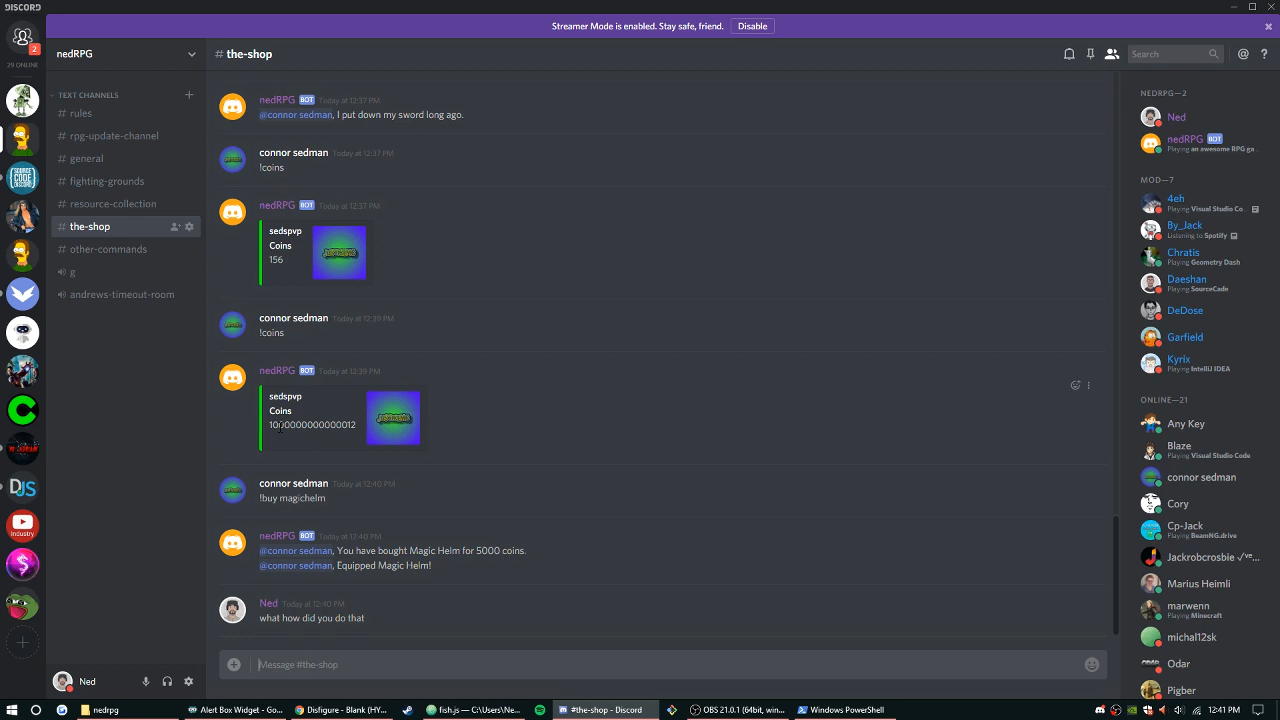 DISCORD
Streamer Mode is enabled. Stay safe, friend.
Disable
2
29 ONLINE
SOURCE CODE DISCORD
Industry
nedRPG
TEXT CHANNELS
# rules
# rpg-update-channel
# general
# fighting-grounds
# resource-collection
# the-shop
# other-commands
g
andrews-timeout-room
Ned
# the-shop
Search
nedRPG BOT Today at 12:37 PM
@connor sedman, I put down my sword long ago.
connor sedman Today at 12:37 PM
!coins
nedRPG BOT Today at 12:37 PM
sedspvp
Coins
156
connor sedman Today at 12:39 PM
!coins
nedRPG BOT Today at 12:39 PM
sedspvp
Coins
connor sedman Today at 12:40 PM
!buy magichelm
nedRPG BOT Today at 12:40 PM
@connor sedman, You have bought Magic Helm for 5000 coins.
@connor sedman, Equipped Magic Helm!
Ned Today at 12:40 PM
what how did you do that
Message #the-shop
NEDRPG—2
Ned
nedRPG BOT
Playing an awesome RPG ga...
MOD—7
4eh
Playing Visual Studio Co...
By_Jack
Listening to Spotify
Chratis
Playing Geometry Dash
Daeshan
Playing SourceCade
DeDose
Garfield
Kyrix
Playing IntelliJ IDEA
ONLINE—21
Any Key
Blaze
Playing Visual Studio Code
connor sedman
Cory
Cp-Jack
Playing BeamNG.drive
Marius Heimli
marwenn
Playing Minecraft
michal12sk
Odar
Pigber
nedrpg
Alert Box Widget - Go...
Disfigure - Blank (HY...
fish.js — C:\Users\Ne...
#the-shop - Discord
OBS 21.0.1 (64bit, wi...
Windows PowerShell
12:41 PM